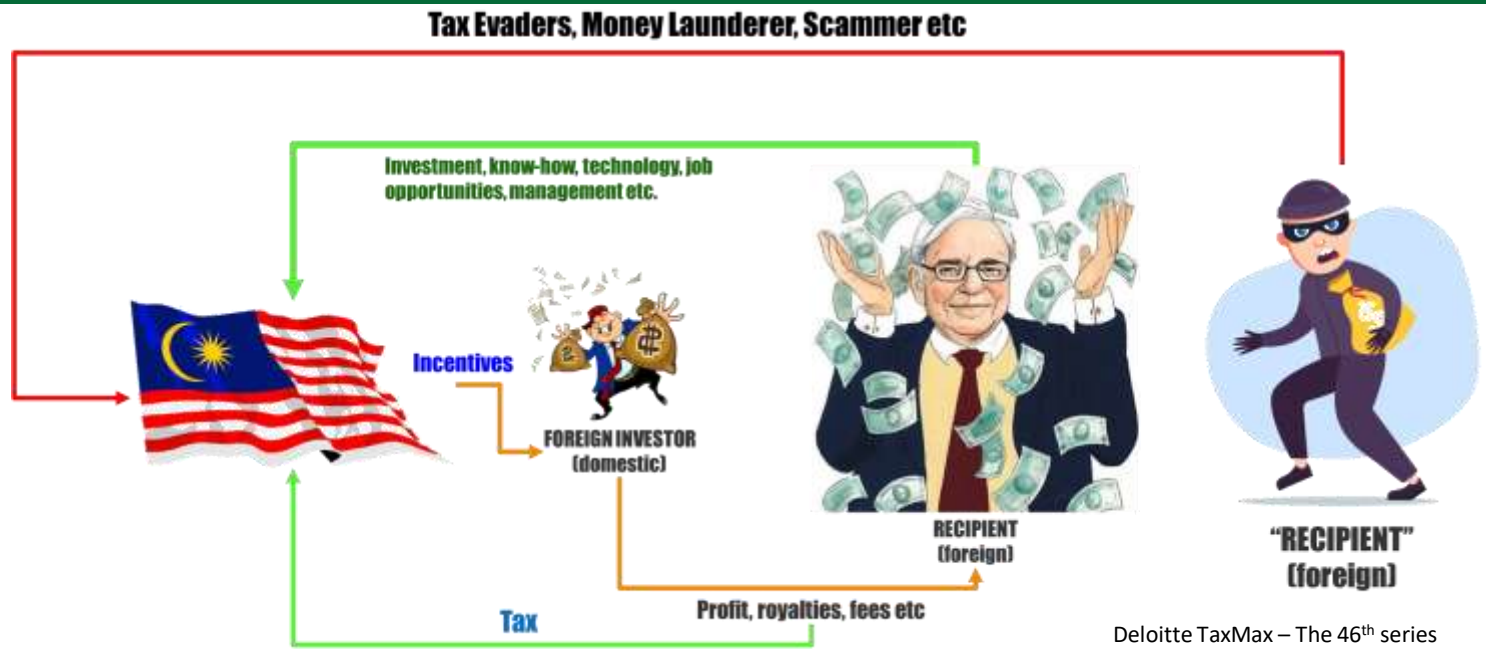 Tax Evaders, Money Launderer, Scammer etc
Investment, know-how, technology, job
opportunities, management etc.
Incentives
FOREIGN INVESTOR
(domestic)
RECIPIENT
(foreign)
“RECIPIENT”
(foreign)
Profit, royalties, fees etc
Tax
Deloitte TaxMax – The 46th series